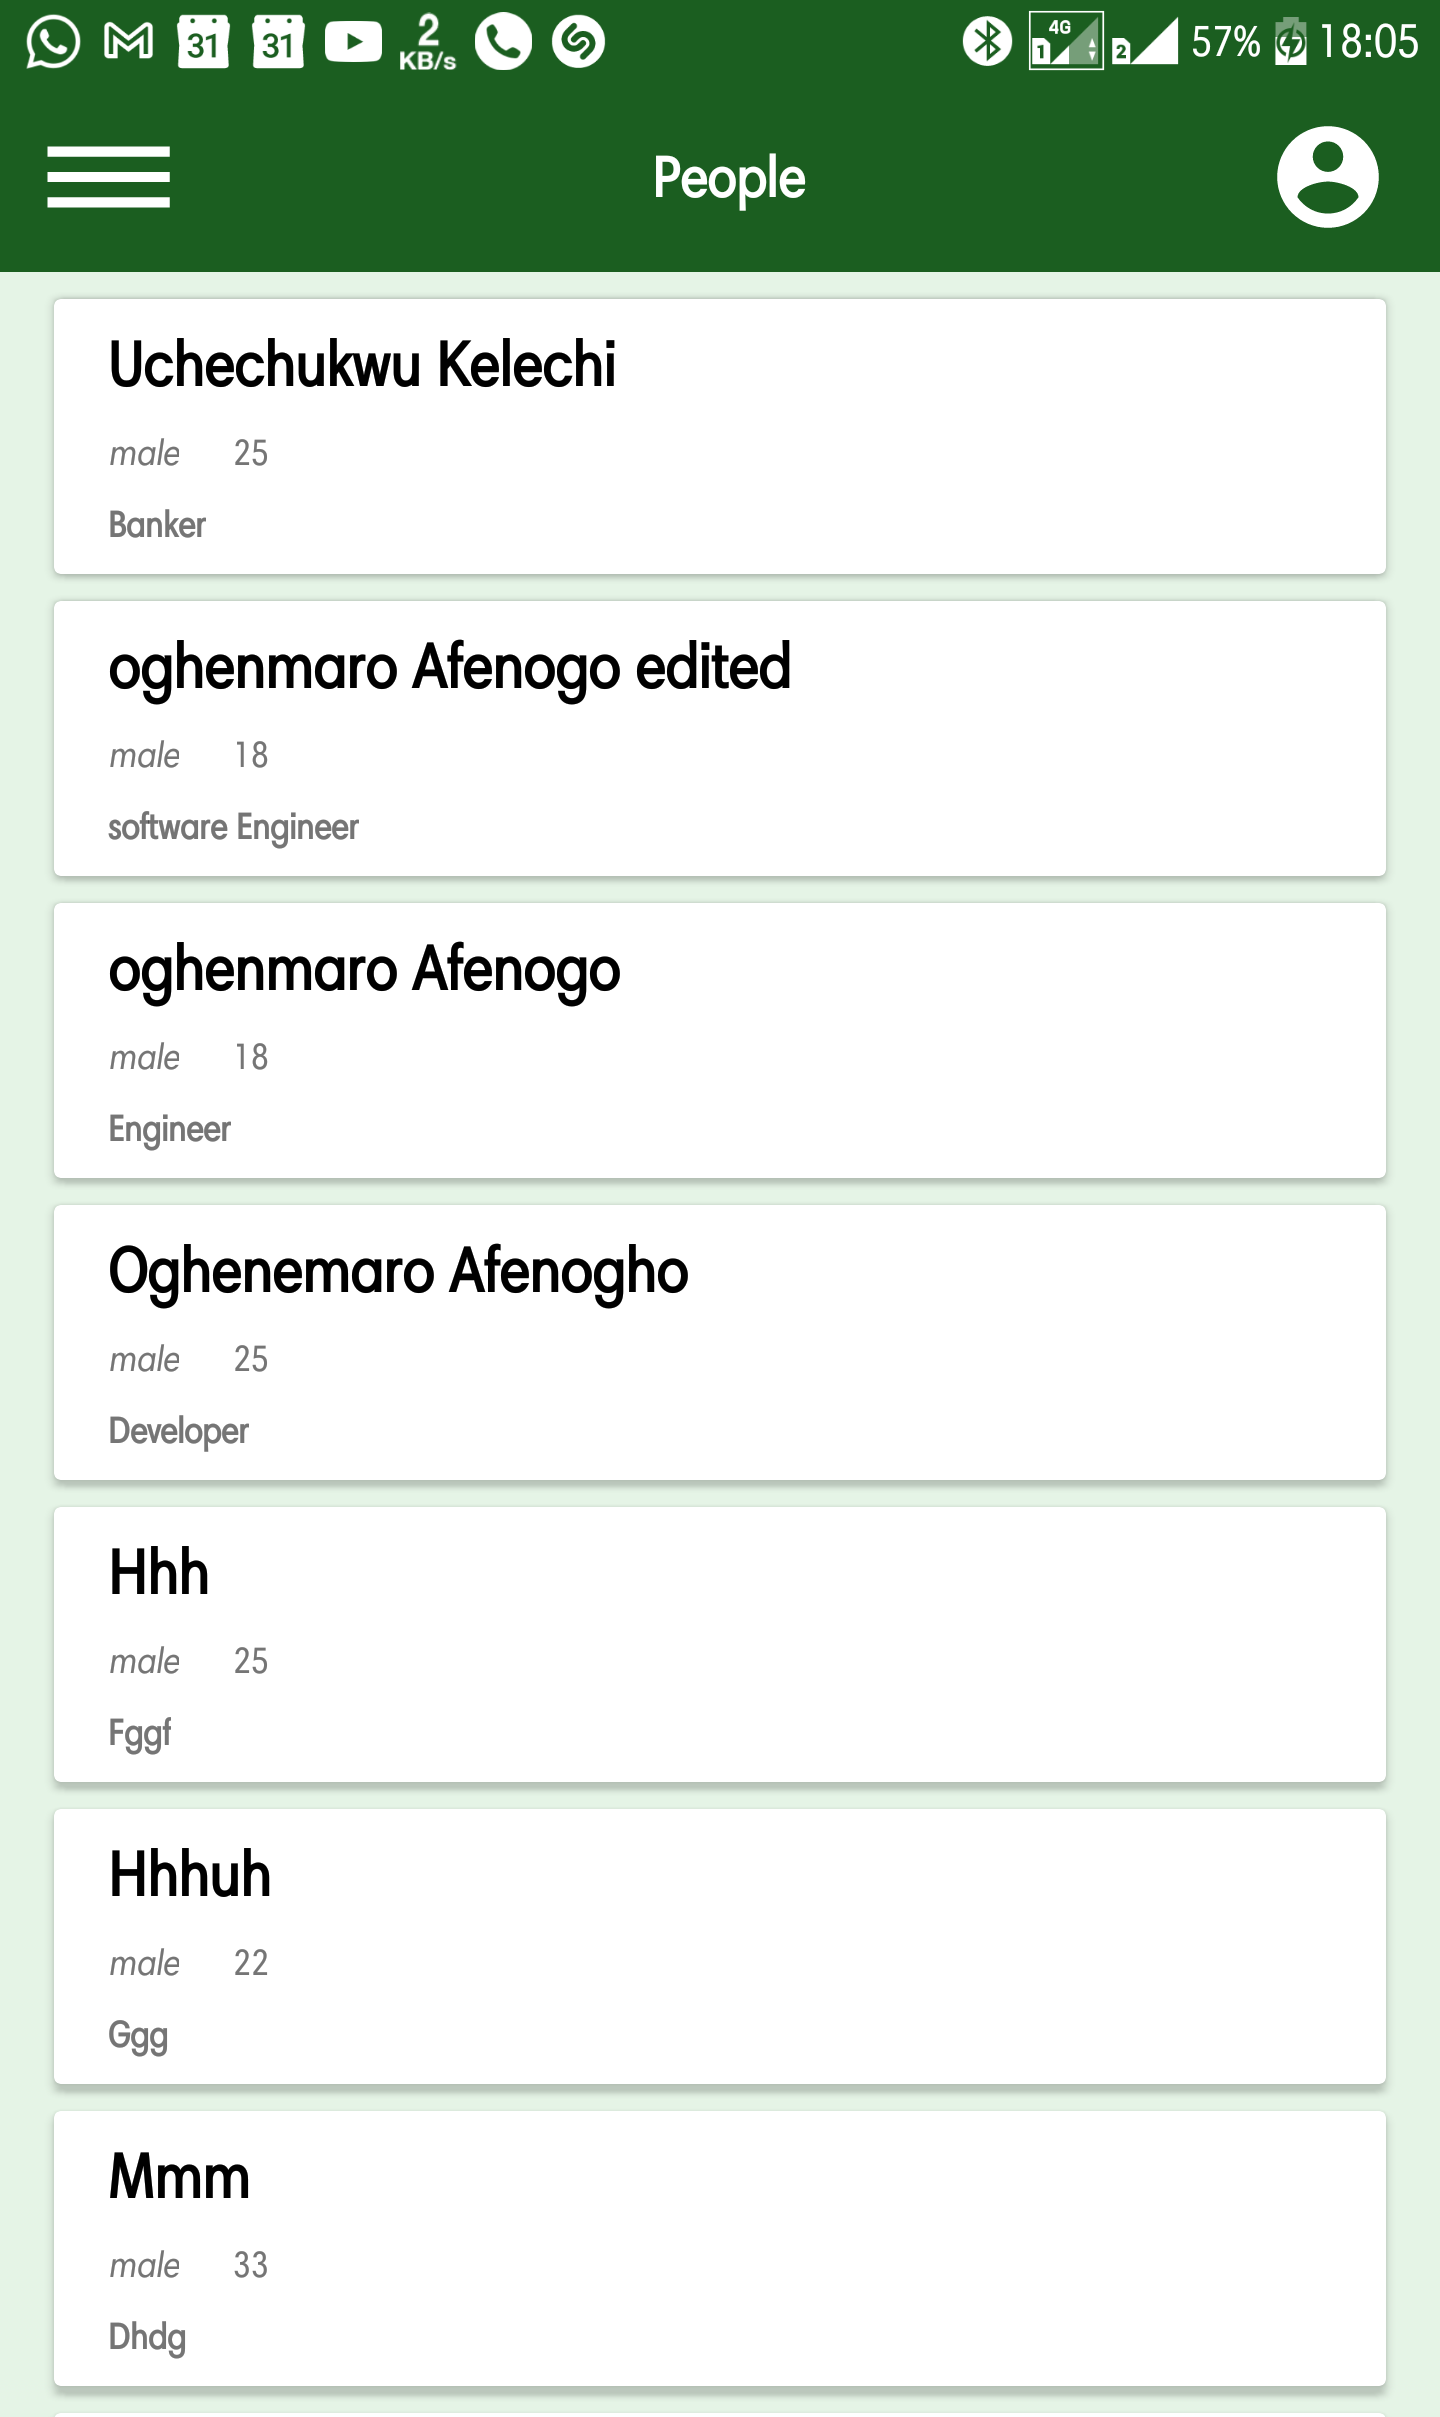 31 31 2 KB/s 4G 1 2 57% 18:05
People
Uchechukwu Kelechi
male 25
Banker
oghenmaro Afenogo edited
male 18
software Engineer
oghenmaro Afenogo
male 18
Engineer
Oghenemaro Afenogho
male 25
Developer
Hhh
male 25
Fggf
Hhhuh
male 22
Ggg
Mmm
male 33
Dhdg